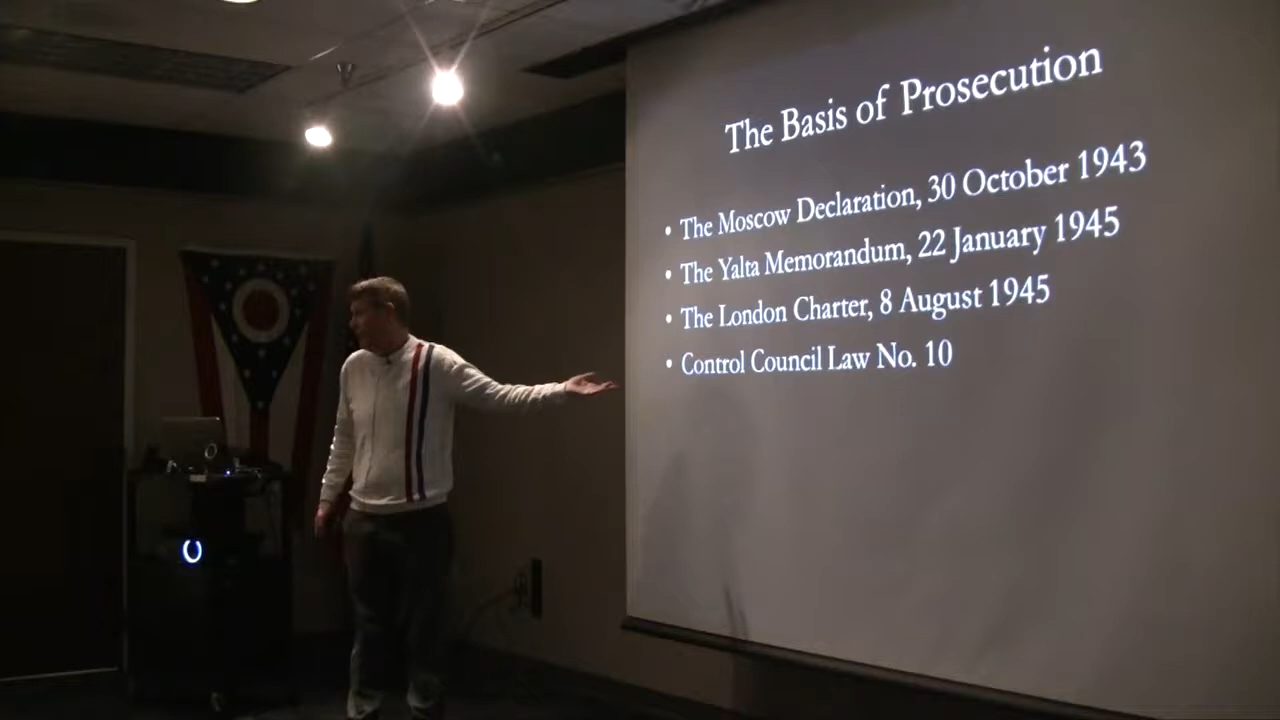 The Basis of Prosecution
• The Moscow Declaration, 30 October 1943
• The Yalta Memorandum, 22 January 1945
• The London Charter, 8 August 1945
• Control Council Law No. 10